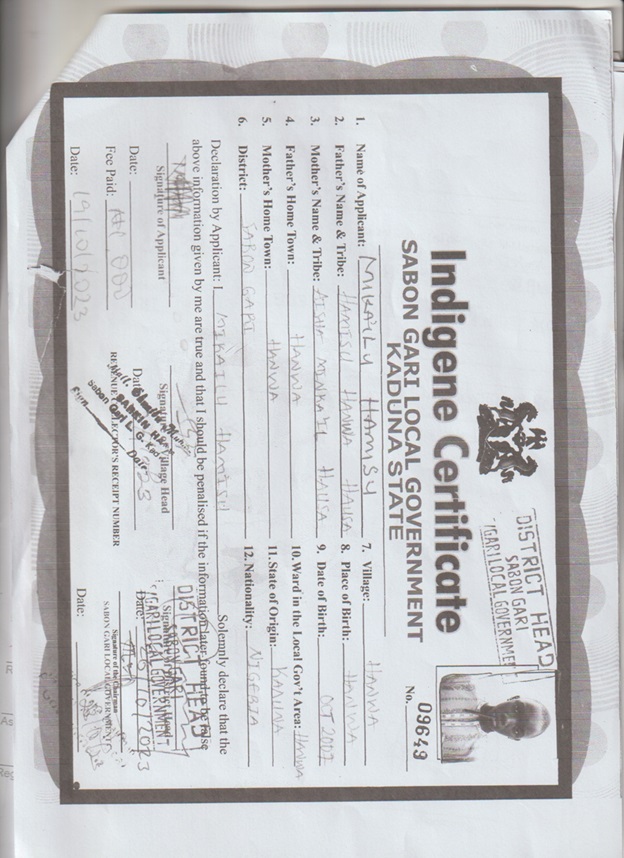 DISTRICT HEAD
SABON GARI
LOCAL GOVERNMENT
Indigene Certificate
SABON GARI LOCAL GOVERNMENT
KADUNA STATE
No. 09649
1. Name of Applicant: MIKAILU HAMISU
2. Father's Name & Tribe: HAMISU HANWA HAUSA
3. Mother's Name & Tribe: HAUSA
4. Father's Home Town: HANWA
5. Mother's Home Town: HANWA
6. District: SABON GARI
7. Village: HANWA
8. Place of Birth: HANWA
9. Date of Birth: OCT 2002
10. Ward in the Local Gov't Area: HANWA
11. State of Origin: KADUNA
12. Nationality: NIGERIA
Declaration by Applicant: I MIKAILU HAMISU Solemnly declare that the
above information given by me are true and that I should be penalised if the information later found to be false
Signature of Applicant
Date:
Signature of Village Head
Date:
DISTRICT HEAD
SABON GARI
LOCAL GOVERNMENT
Date: 2023
Fee Paid:
REVENUE COLLECTOR'S RECEIPT NUMBER
Sabon Gari L. G.
Signature of the Chairman
SABON GARI LOCAL GOVERNMENT
Date: 19/10/2023
Date: